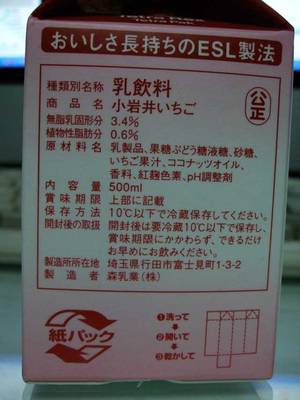 Tetra Rex
Tetra Pak
おいしさ長持ちのESL製法
種類別名称 乳飲料
商品名 小岩井いちご
公正
無脂乳固形分 3.4%
植物性脂肪分 0.6%
原材料名 乳製品、果糖ぶどう糖液糖、砂糖、
いちご果汁、ココナッツオイル、
香料、紅麹色素、pH調整剤
内容量 500ml
賞味期限 上部に記載
保存方法 10℃以下で冷蔵保存してください。
開封後の取扱 開封後は要冷蔵10℃以下で保存し、
賞味期限にかかわらず、できるだけ
お早めにお飲みください。
製造所所在地 埼玉県行田市富士見町1-3-2
製造者 森乳業(株)
紙パック
①洗って
②開いて
③乾かして